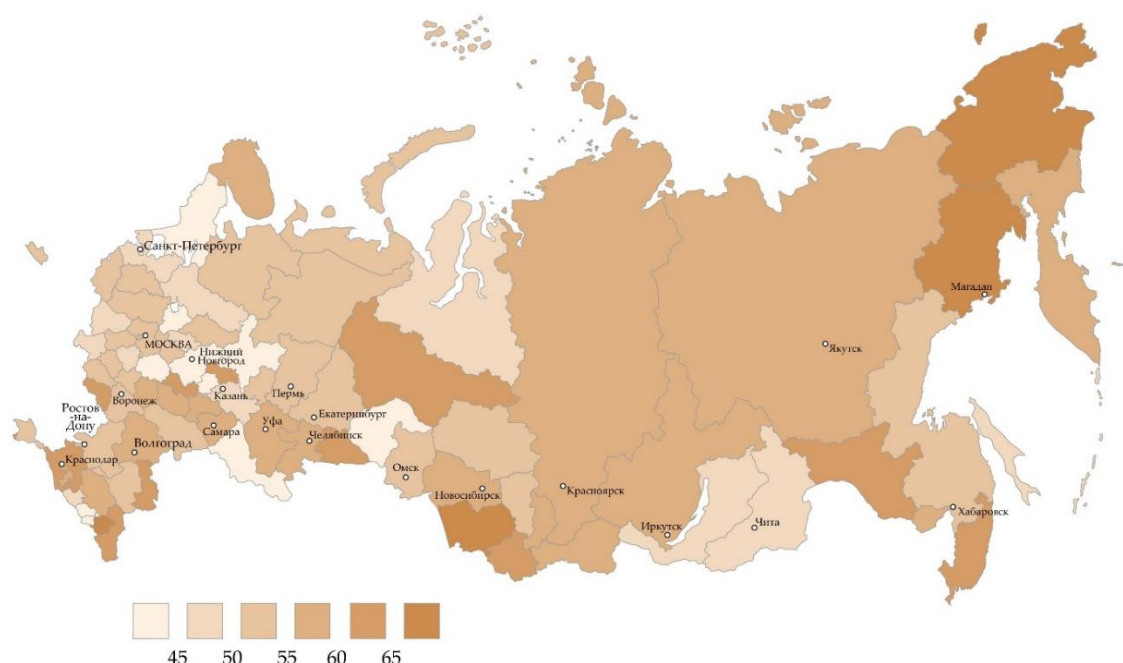 Санкт-Петербург
Магадан
МОСКВА
Якутск
Нижний
Новгород
Казань
Пермь
Воронеж
Ростов
-на-
Дону
Екатеринбург
Уфа
Самара
Челябинск
Волгоград
Краснодар
Омск
Новосибирск
Красноярск
Хабаровск
Иркутск
Чита
45 50 55 60 65